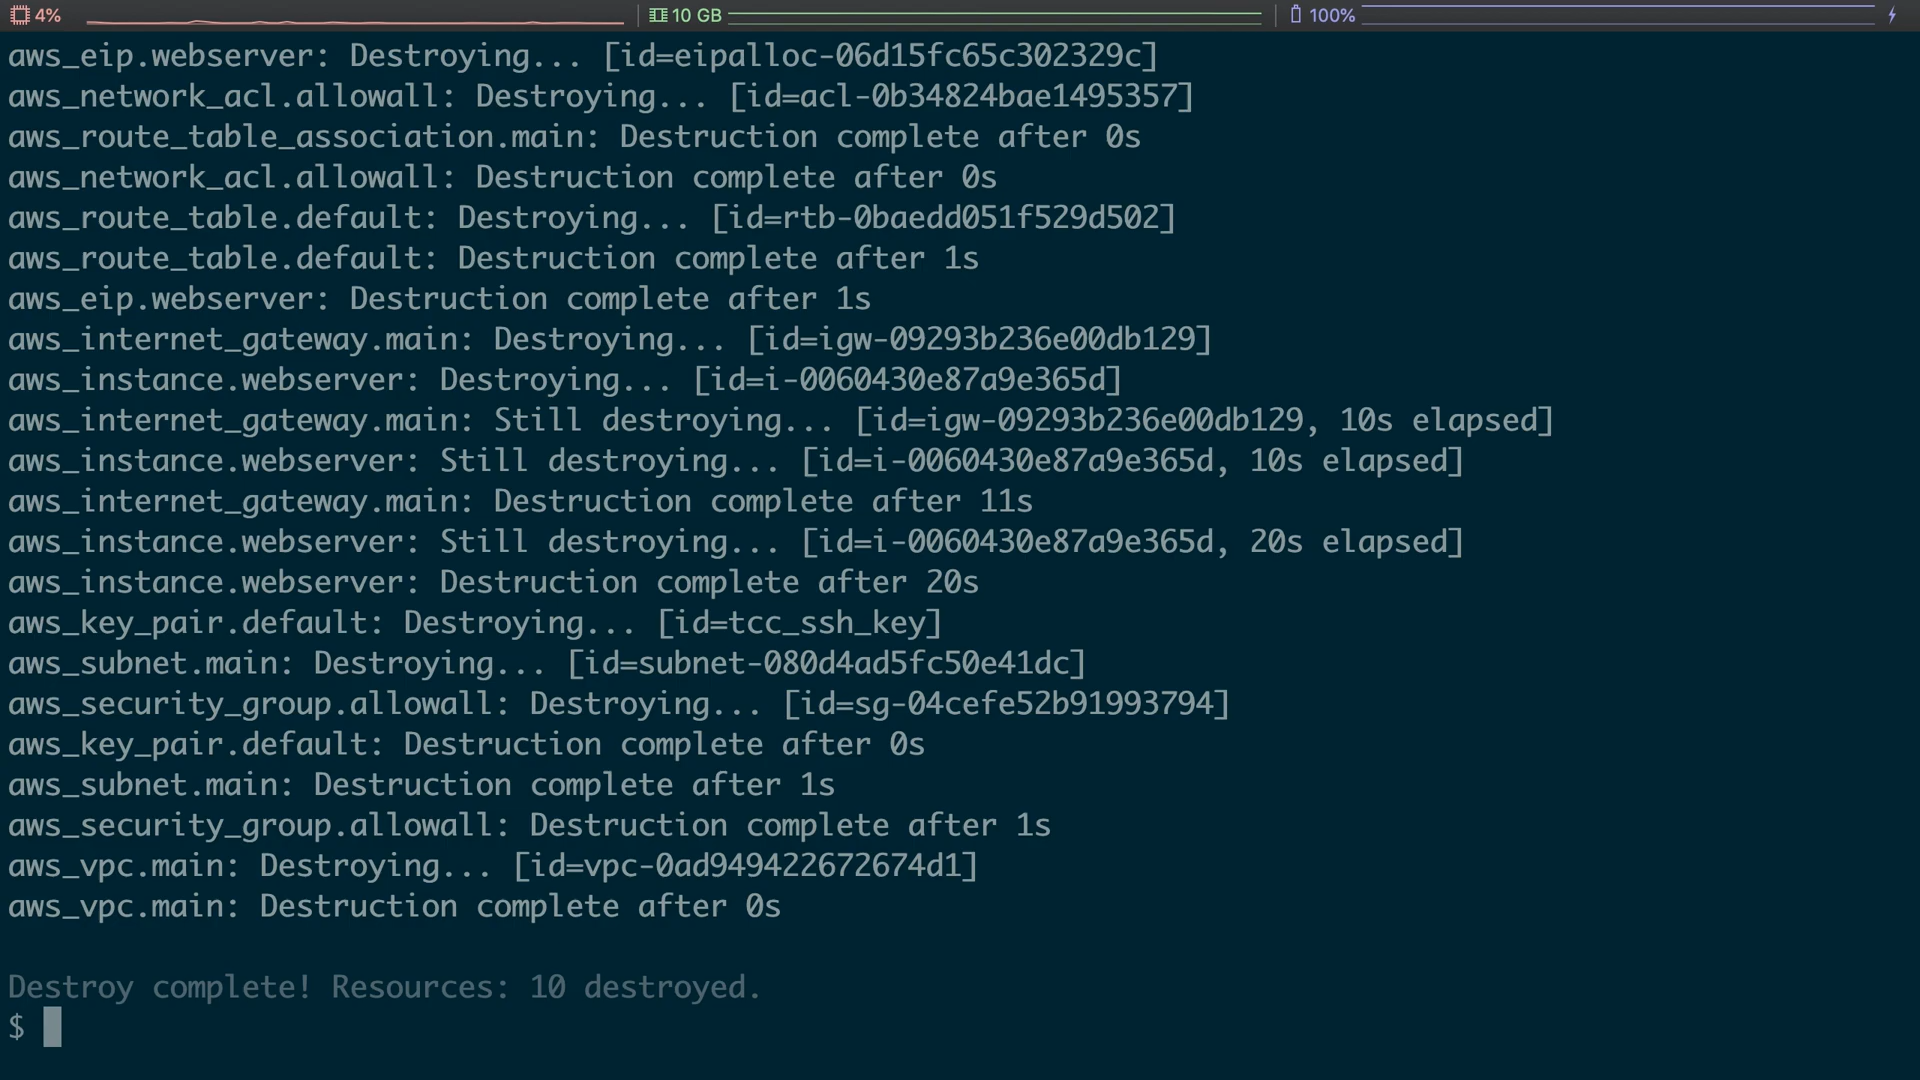 4% 10 GB 100%
aws_eip.webserver: Destroying... [id=eipalloc-06d15fc65c302329c]
aws_network_acl.allowall: Destroying... [id=acl-0b34824bae1495357]
aws_route_table_association.main: Destruction complete after 0s
aws_network_acl.allowall: Destruction complete after 0s
aws_route_table.default: Destroying... [id=rtb-0baedd051f529d502]
aws_route_table.default: Destruction complete after 1s
aws_eip.webserver: Destruction complete after 1s
aws_internet_gateway.main: Destroying... [id=igw-09293b236e00db129]
aws_instance.webserver: Destroying... [id=i-0060430e87a9e365d]
aws_internet_gateway.main: Still destroying... [id=igw-09293b236e00db129, 10s elapsed]
aws_instance.webserver: Still destroying... [id=i-0060430e87a9e365d, 10s elapsed]
aws_internet_gateway.main: Destruction complete after 11s
aws_instance.webserver: Still destroying... [id=i-0060430e87a9e365d, 20s elapsed]
aws_instance.webserver: Destruction complete after 20s
aws_key_pair.default: Destroying... [id=tcc_ssh_key]
aws_subnet.main: Destroying... [id=subnet-080d4ad5fc50e41dc]
aws_security_group.allowall: Destroying... [id=sg-04cefe52b91993794]
aws_key_pair.default: Destruction complete after 0s
aws_subnet.main: Destruction complete after 1s
aws_security_group.allowall: Destruction complete after 1s
aws_vpc.main: Destroying... [id=vpc-0ad949422672674d1]
aws_vpc.main: Destruction complete after 0s
Destroy complete! Resources: 10 destroyed.
$